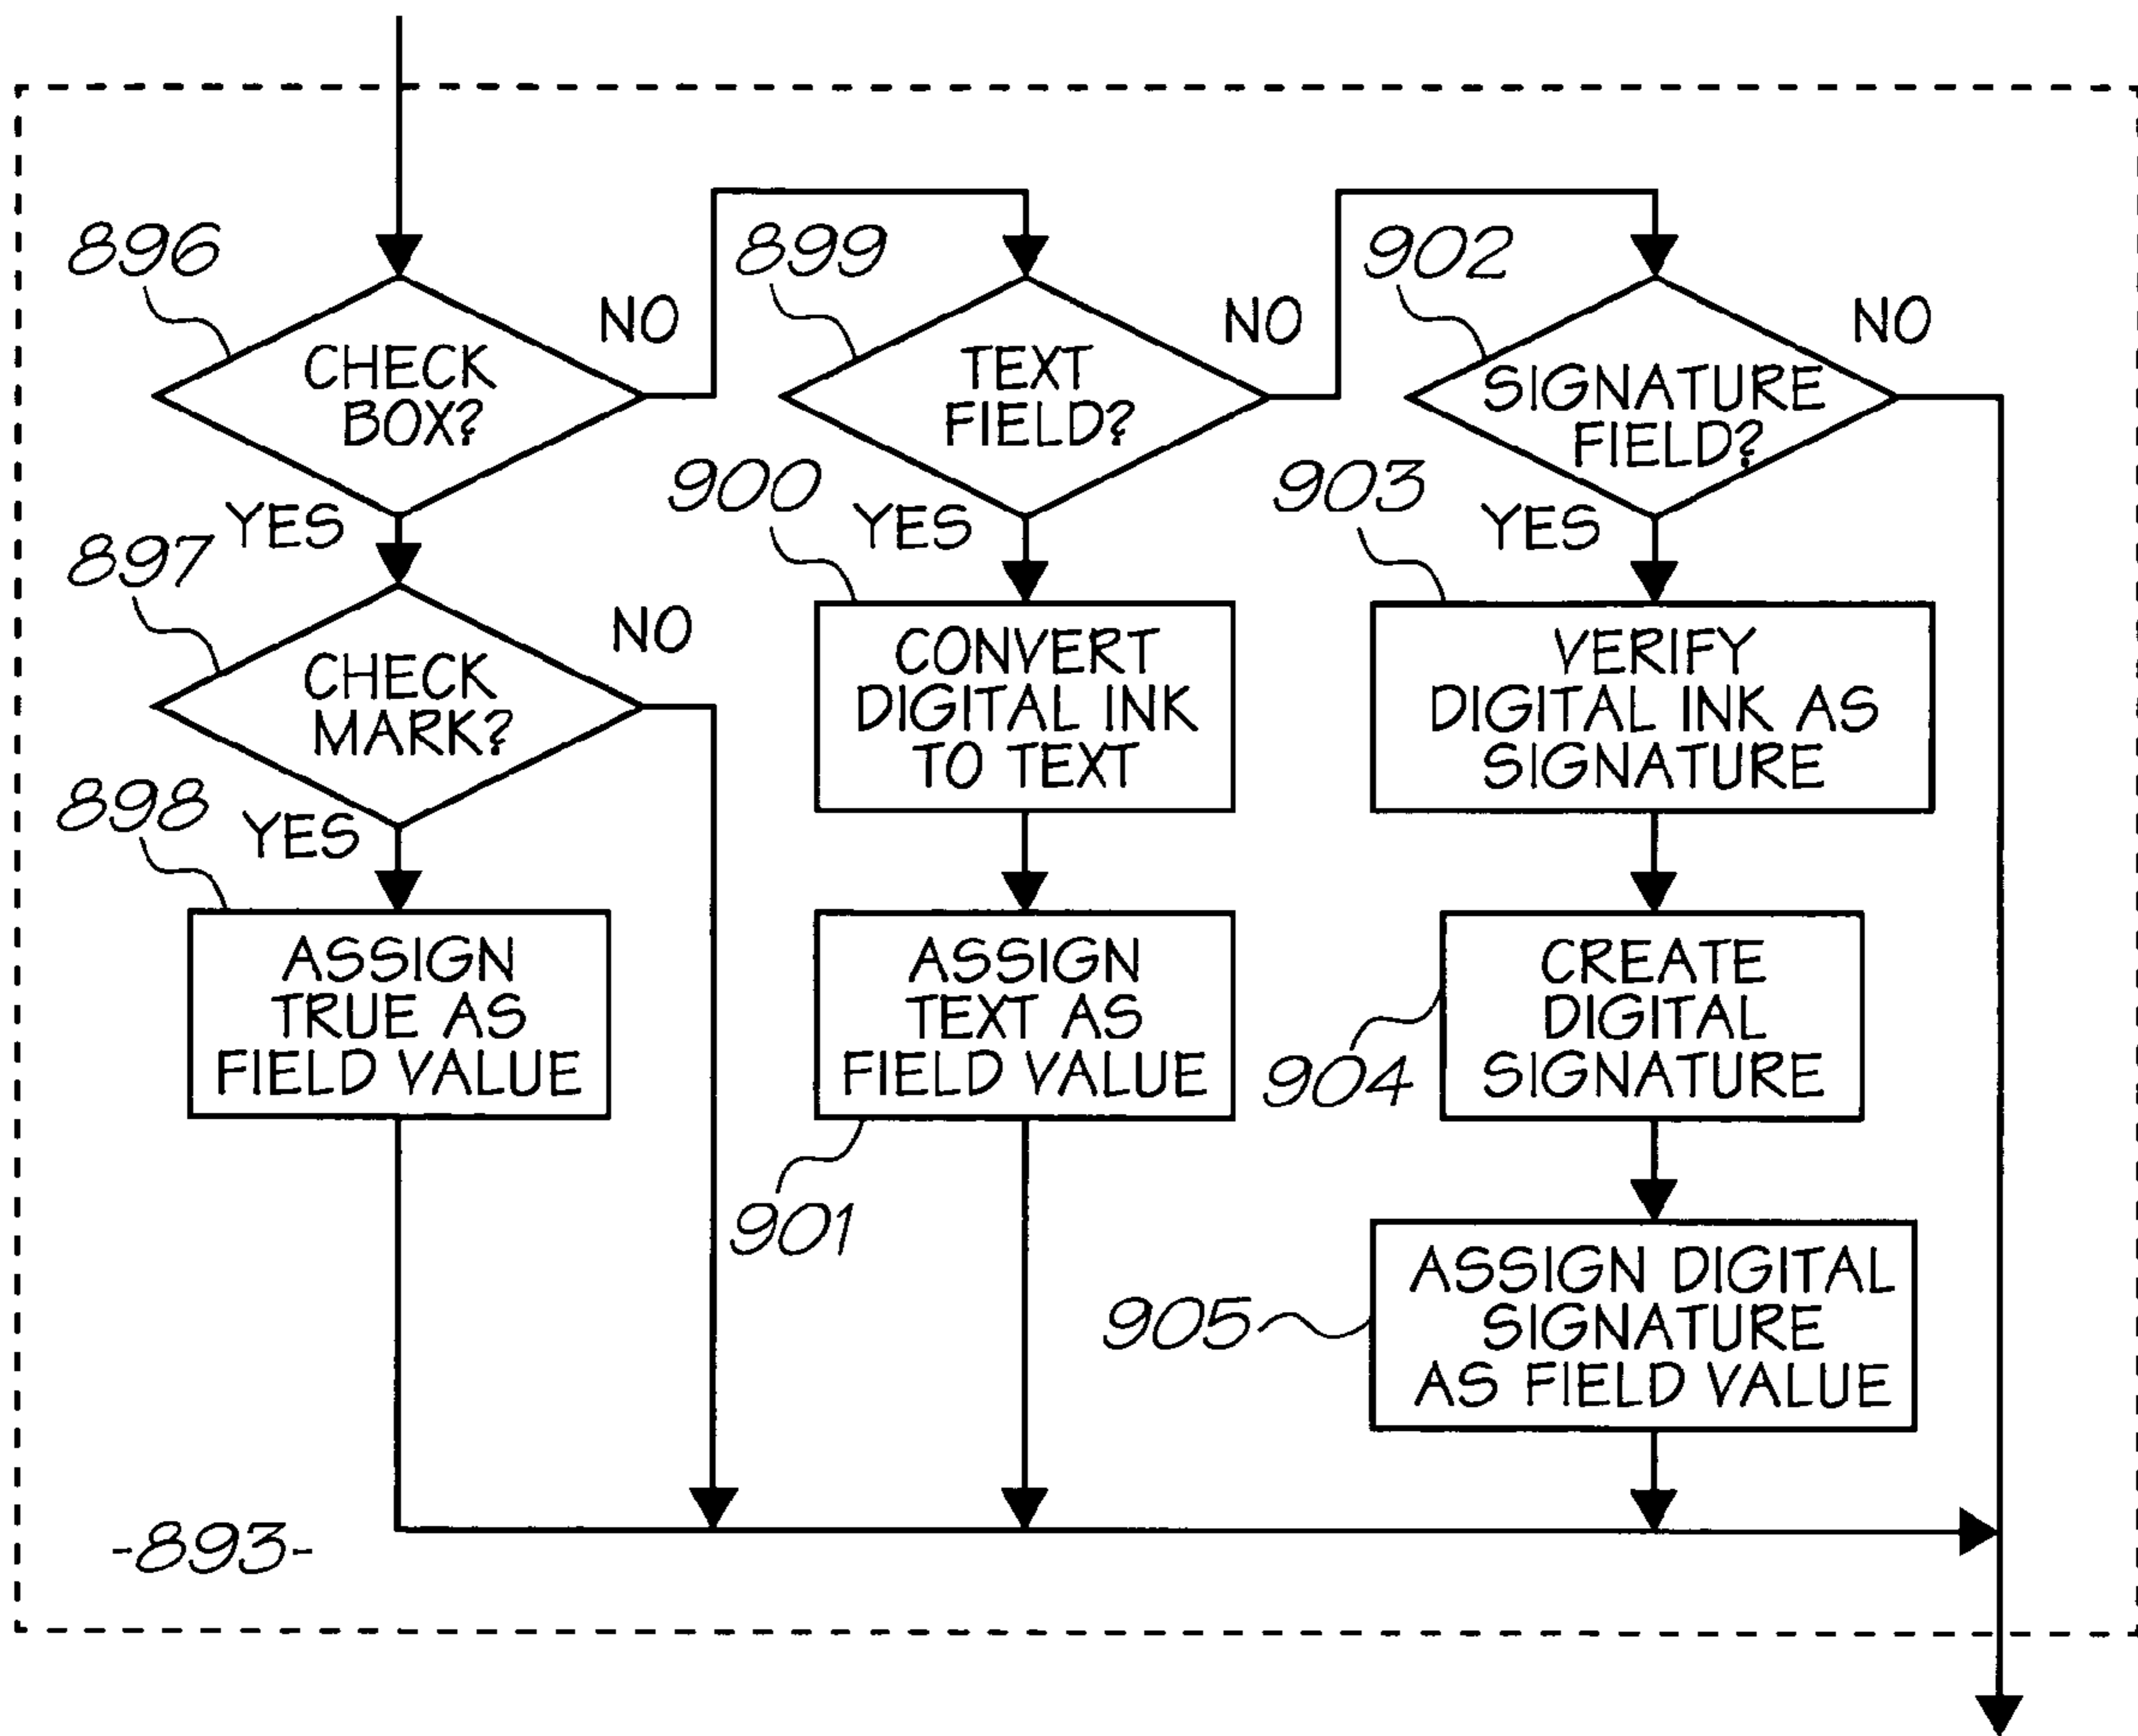 896
CHECK
BOX?
NO
YES
897
CHECK
MARK?
NO
YES
898
ASSIGN
TRUE AS
FIELD VALUE
899
TEXT
FIELD?
NO
YES
900
CONVERT
DIGITAL INK
TO TEXT
ASSIGN
TEXT AS
FIELD VALUE
901
902
SIGNATURE
FIELD?
NO
YES
903
VERIFY
DIGITAL INK AS
SIGNATURE
CREATE
DIGITAL
SIGNATURE
904
ASSIGN DIGITAL
SIGNATURE
AS FIELD VALUE
905
-893-